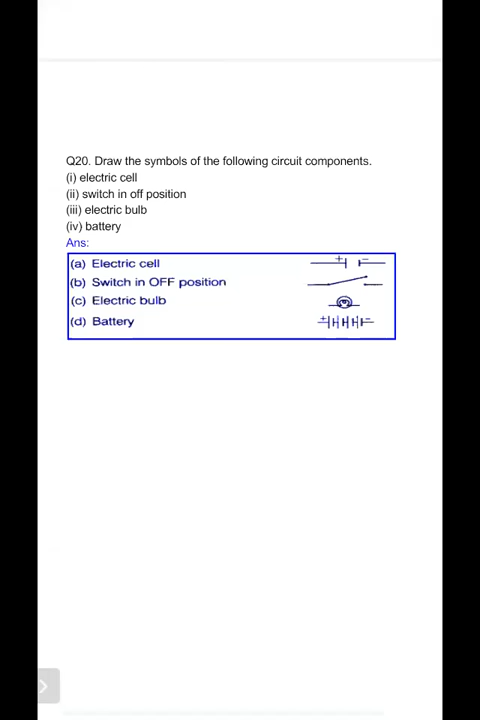 Q20. Draw the symbols of the following circuit components.
(i) electric cell
(ii) switch in off position
(iii) electric bulb
(iv) battery
Ans:
(a) Electric cell + −
(b) Switch in OFF position
(c) Electric bulb
(d) Battery + −